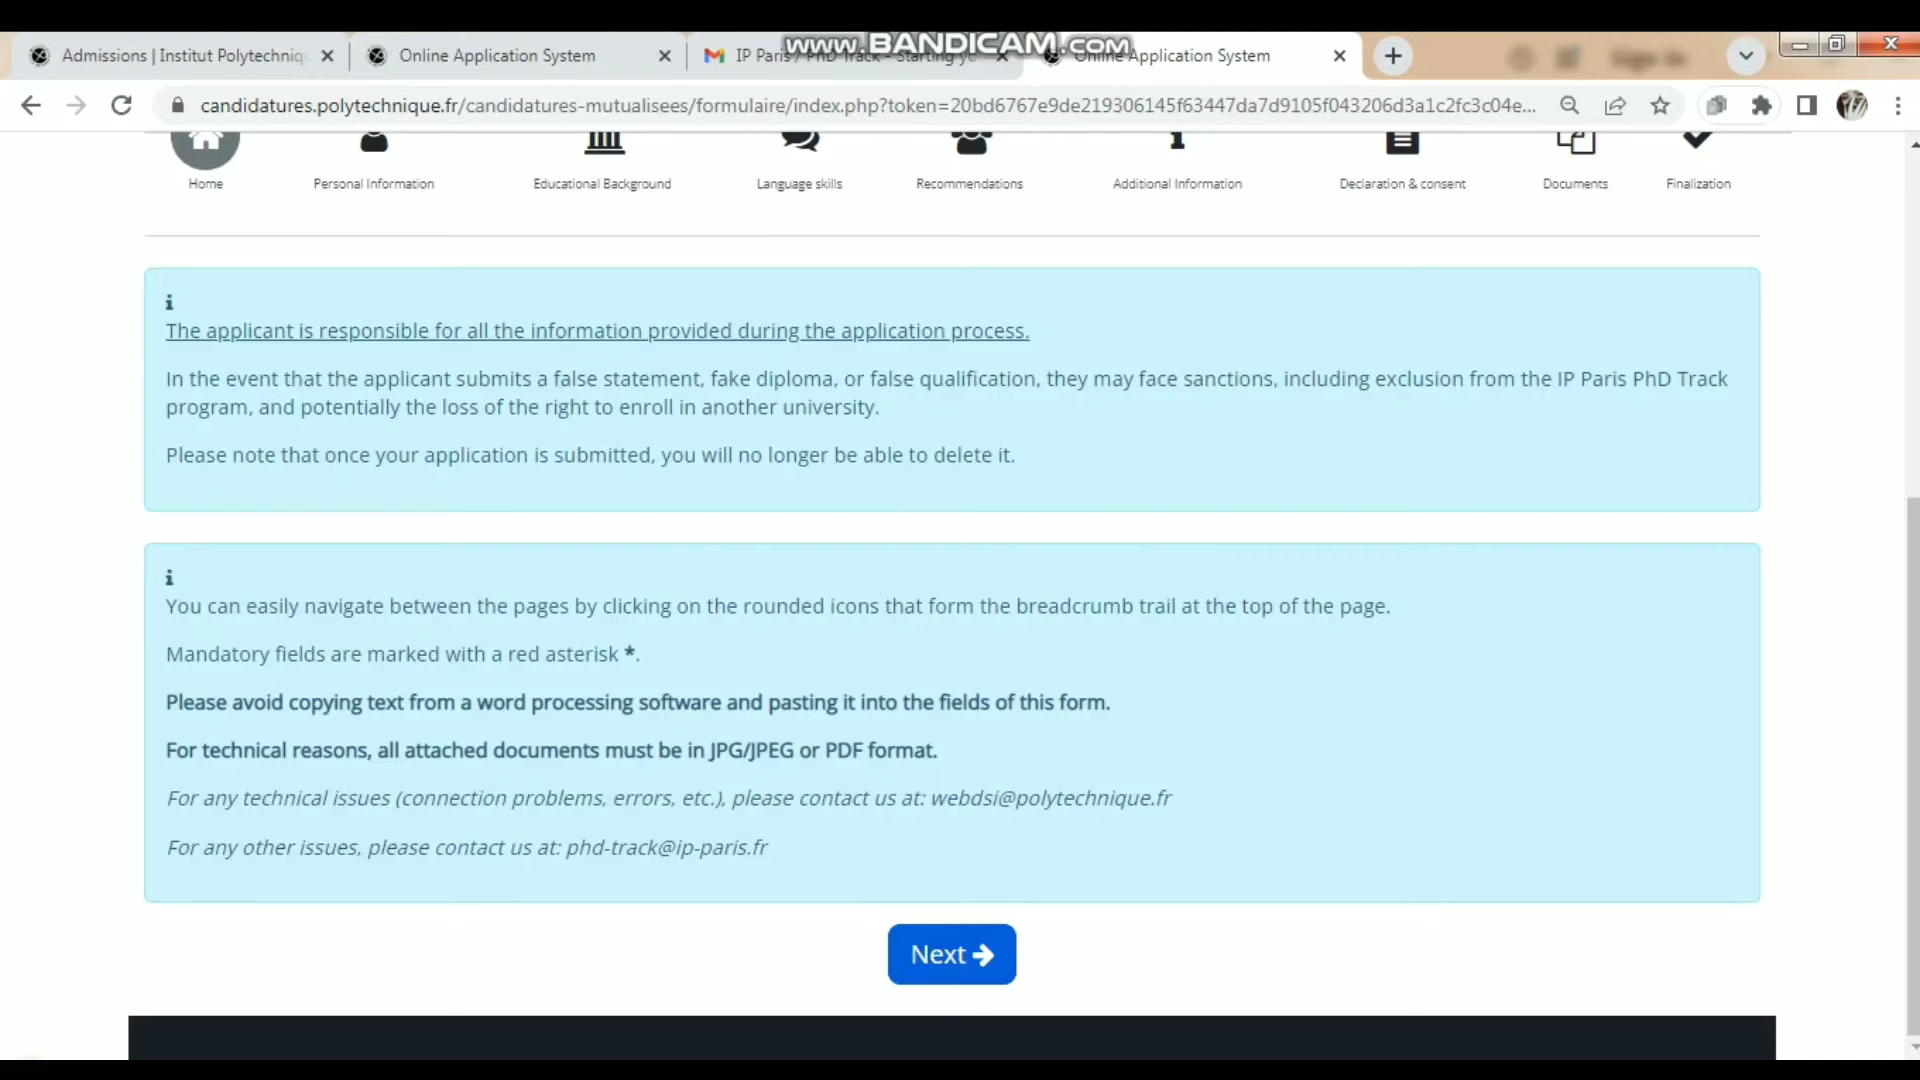 www.BANDICAM.com
Admissions | Institut Polytechniq
Online Application System
IP Paris / PhD Track - Starting yo
Online Application System
Sign in
candidatures.polytechnique.fr/candidatures-mutualisees/formulaire/index.php?token=20bd6767e9de219306145f63447da7d9105f043206d3a1c2fc3c04e...
Home
Personal Information
Educational Background
Language skills
Recommendations
Additional Information
Declaration & consent
Documents
Finalization
The applicant is responsible for all the information provided during the application process.
In the event that the applicant submits a false statement, fake diploma, or false qualification, they may face sanctions, including exclusion from the IP Paris PhD Track
program, and potentially the loss of the right to enroll in another university.
Please note that once your application is submitted, you will no longer be able to delete it.
You can easily navigate between the pages by clicking on the rounded icons that form the breadcrumb trail at the top of the page.
Mandatory fields are marked with a red asterisk *.
Please avoid copying text from a word processing software and pasting it into the fields of this form.
For technical reasons, all attached documents must be in JPG/JPEG or PDF format.
For any technical issues (connection problems, errors, etc.), please contact us at: webdsi@polytechnique.fr
For any other issues, please contact us at: phd-track@ip-paris.fr
Next